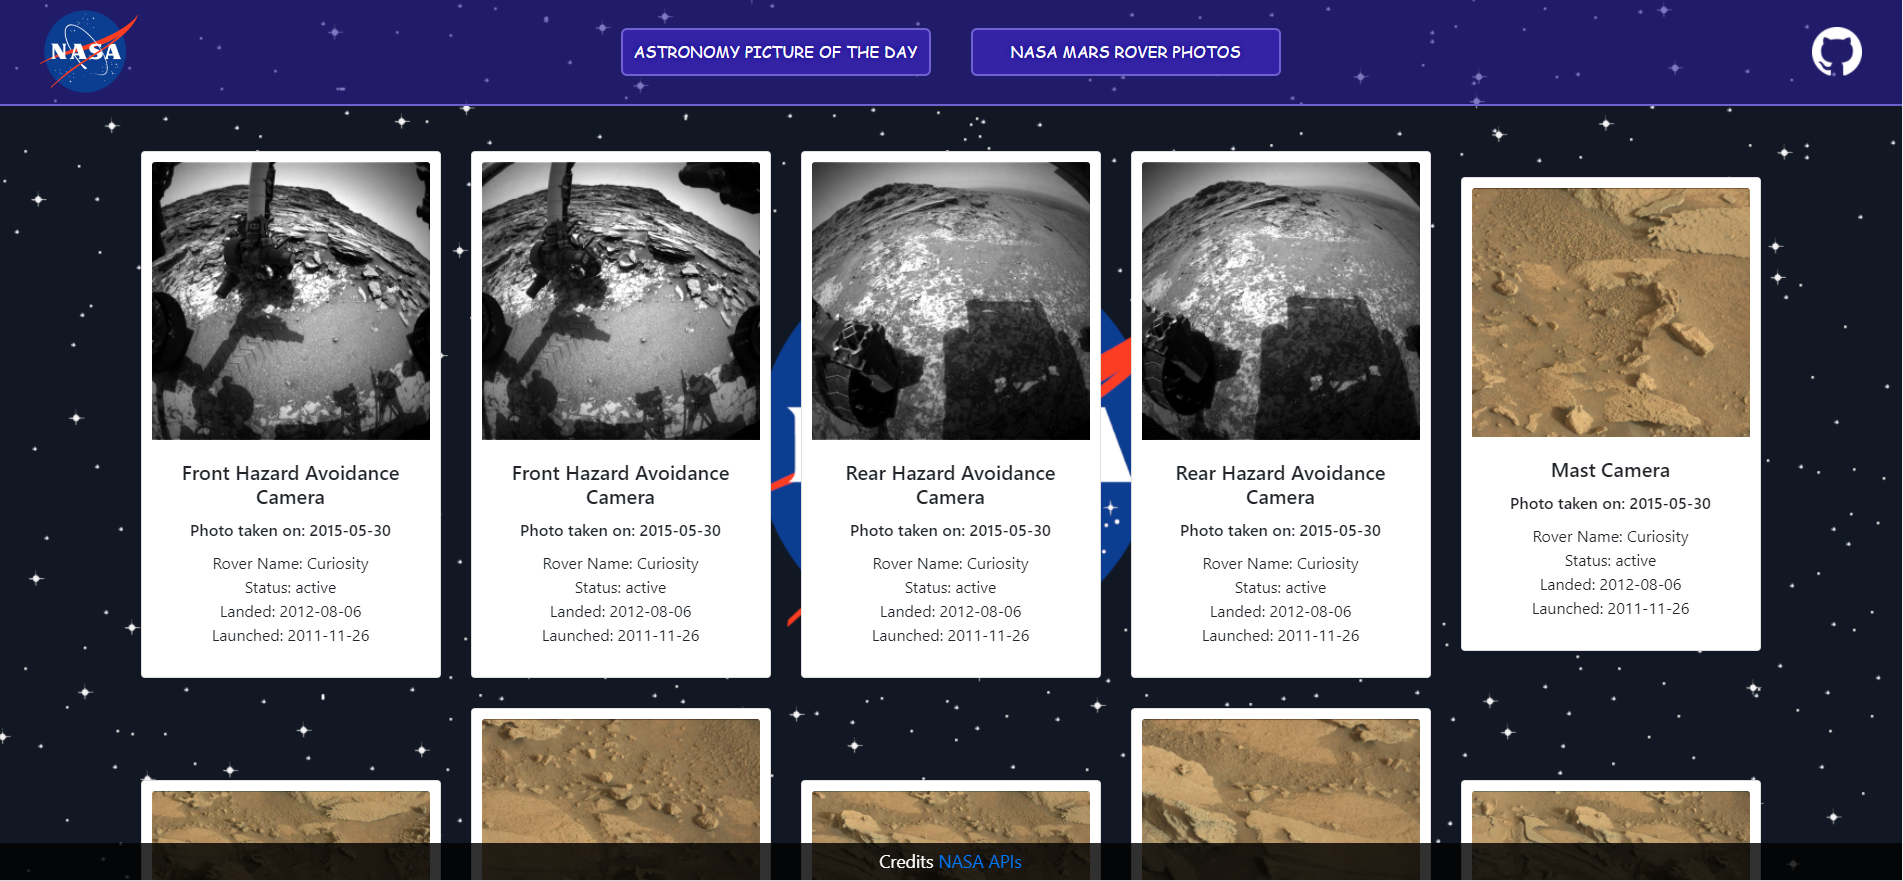 NASA
ASTRONOMY PICTURE OF THE DAY
NASA MARS ROVER PHOTOS
Front Hazard Avoidance
Camera
Photo taken on: 2015-05-30
Rover Name: Curiosity
Status: active
Landed: 2012-08-06
Launched: 2011-11-26
Front Hazard Avoidance
Camera
Photo taken on: 2015-05-30
Rover Name: Curiosity
Status: active
Landed: 2012-08-06
Launched: 2011-11-26
Rear Hazard Avoidance
Camera
Photo taken on: 2015-05-30
Rover Name: Curiosity
Status: active
Landed: 2012-08-06
Launched: 2011-11-26
Rear Hazard Avoidance
Camera
Photo taken on: 2015-05-30
Rover Name: Curiosity
Status: active
Landed: 2012-08-06
Launched: 2011-11-26
Mast Camera
Photo taken on: 2015-05-30
Rover Name: Curiosity
Status: active
Landed: 2012-08-06
Launched: 2011-11-26
Credits NASA APIs